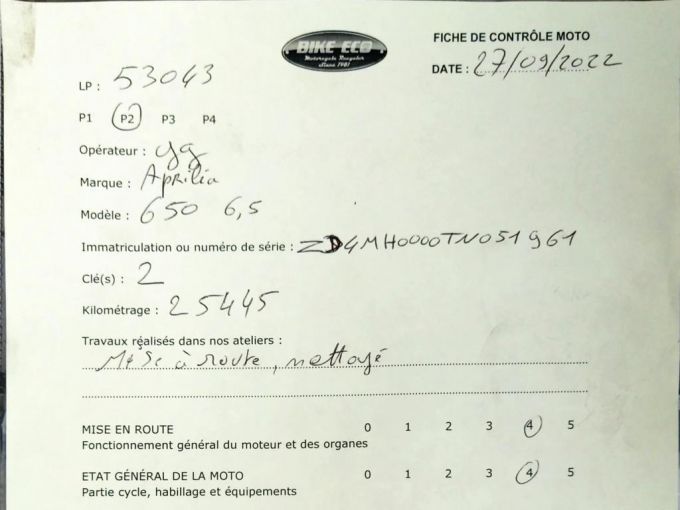 BIKE ECO
Motorcycle Recycler
Since 1981
FICHE DE CONTRÔLE MOTO
DATE : 27/09/2022
LP : 53043
P1 P2 P3 P4
Opérateur : yg
Marque : Aprilia
Modèle : 650 6,5
Immatriculation ou numéro de série : ZD4MH0000TN051961
Clé(s) : 2
Kilométrage : 25445
Travaux réalisés dans nos ateliers :
Mise à route, nettoyé
MISE EN ROUTE 0 1 2 3 4 5
Fonctionnement général du moteur et des organes
ETAT GÉNÉRAL DE LA MOTO 0 1 2 3 4 5
Partie cycle, habillage et équipements